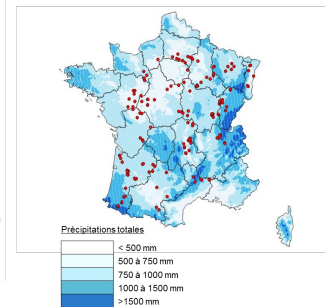 Précipitations totales
< 500 mm
500 à 750 mm
750 à 1000 mm
1000 à 1500 mm
>1500 mm